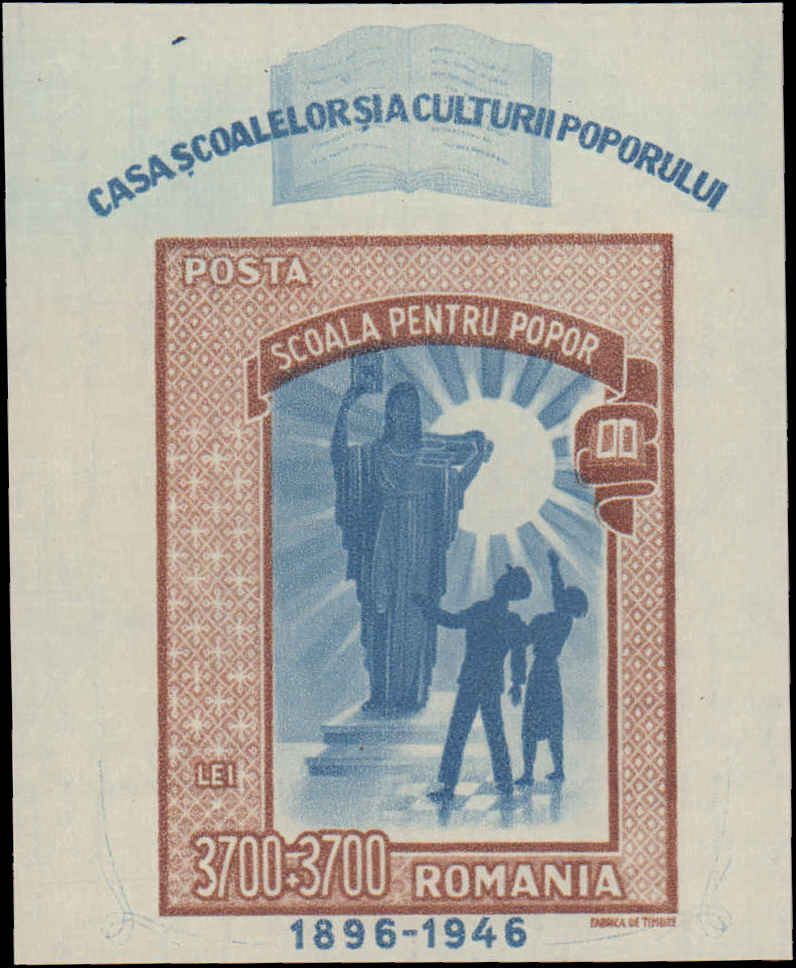 CASA ȘCOALELOR ȘI A CULTURII POPORULUI
POSTA
SCOALA PENTRU POPOR
LEI
3700+3700
ROMANIA
FABRICA DE TIMBRE
1896-1946